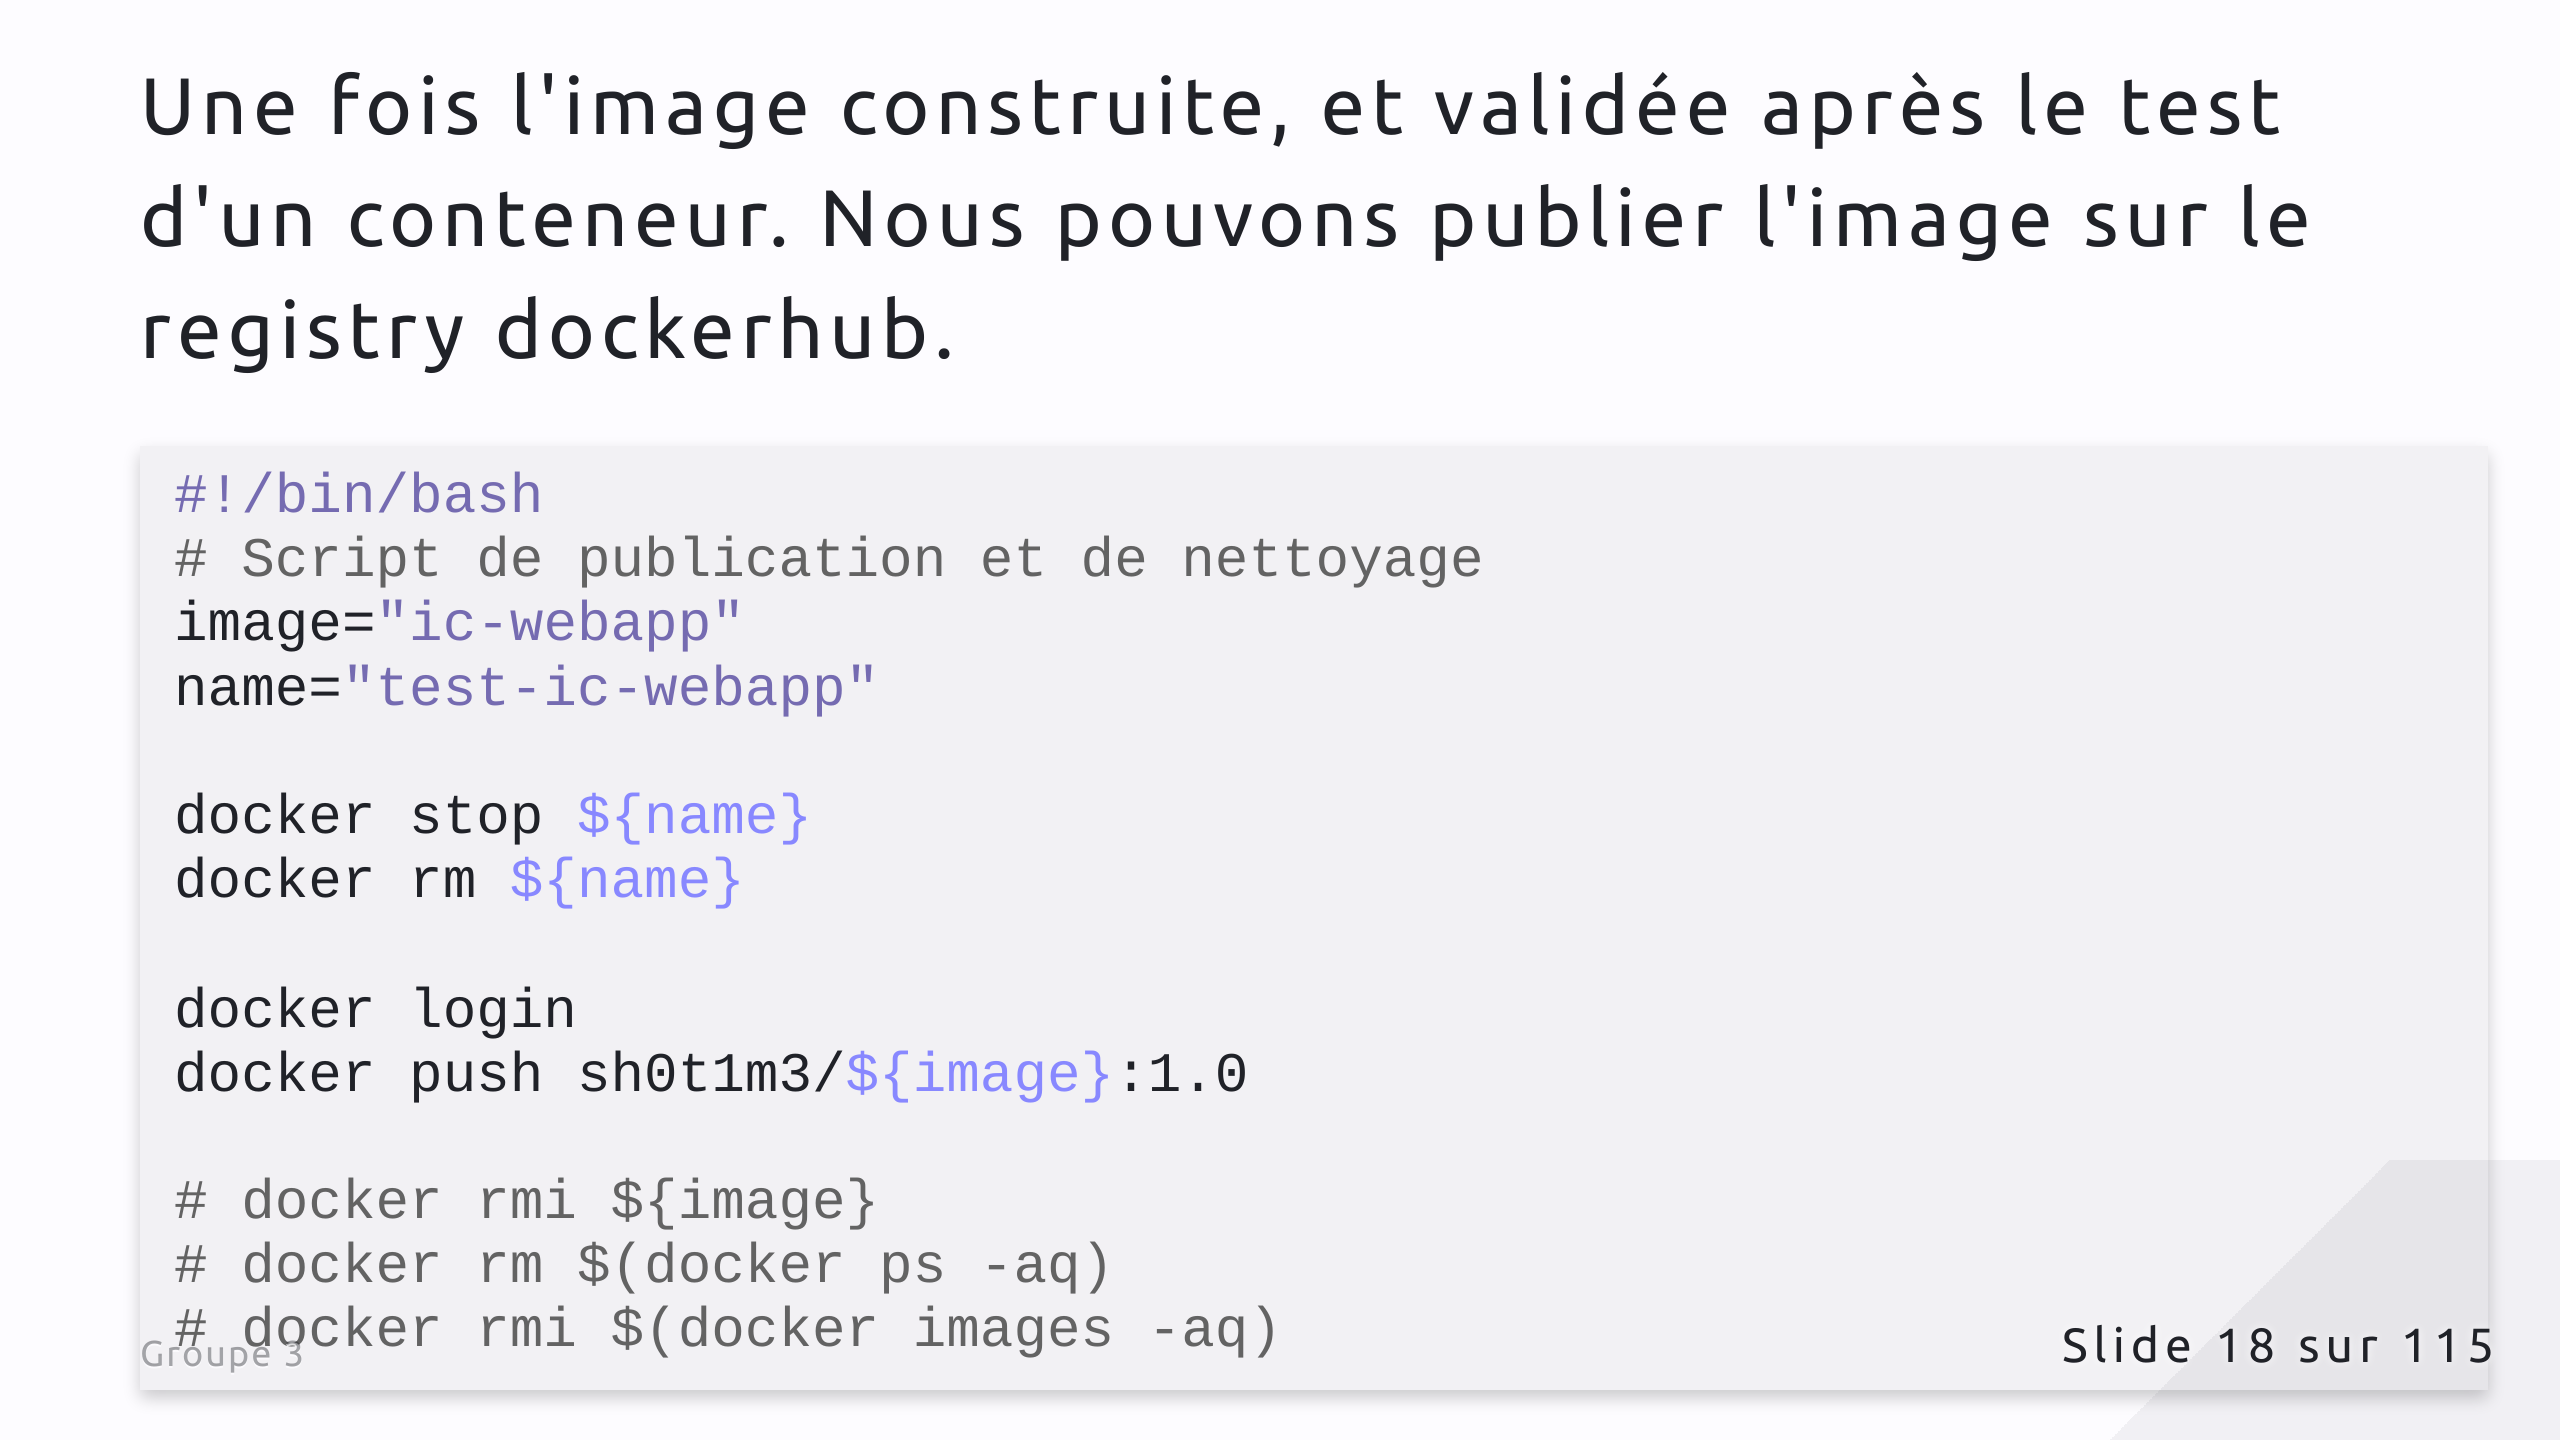 Une fois l'image construite, et validée après le test
d'un conteneur. Nous pouvons publier l'image sur le
registry dockerhub.
#!/bin/bash
# Script de publication et de nettoyage
image="ic-webapp"
name="test-ic-webapp"
docker stop ${name}
docker rm ${name}
docker login
docker push sh0t1m3/${image}:1.0
# docker rmi ${image}
# docker rm $(docker ps -aq)
# docker rmi $(docker images -aq)
Groupe 3
Slide 18 sur 115